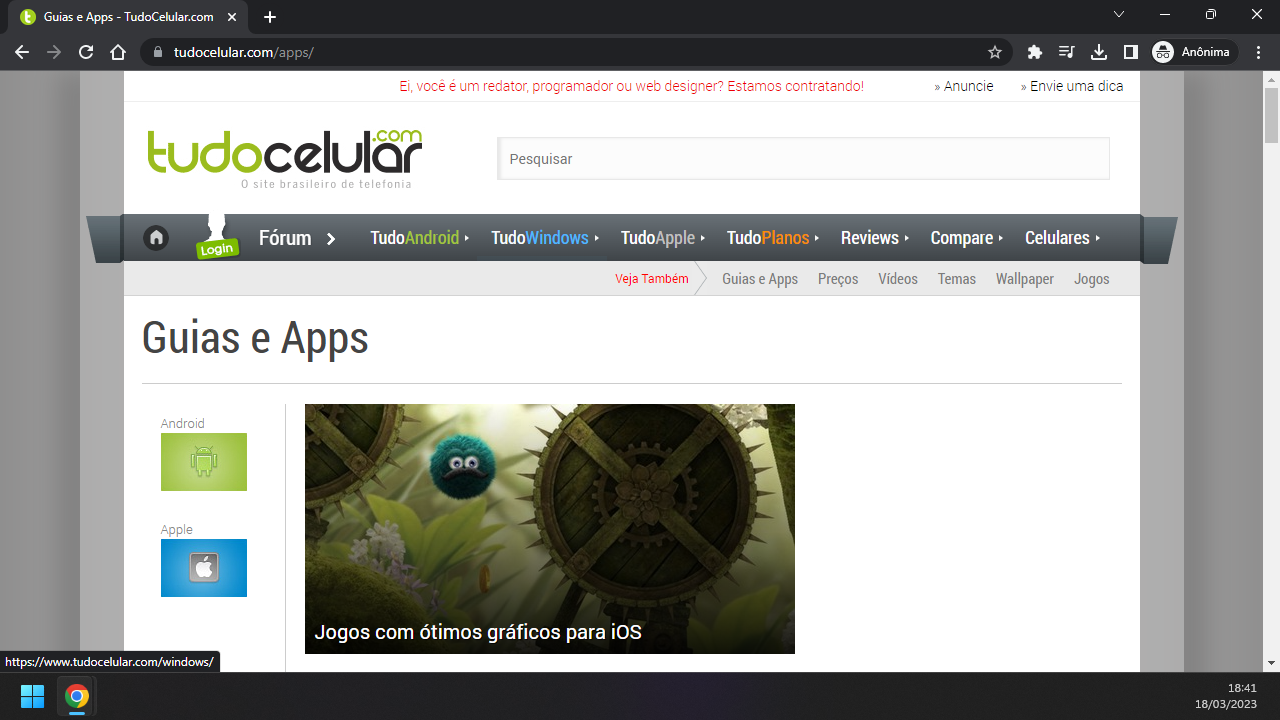 Guias e Apps - TudoCelular.com
tudocelular.com/apps/
Anônima
Ei, você é um redator, programador ou web designer? Estamos contratando!
» Anuncie
» Envie uma dica
tudocelular.com
O site brasileiro de telefonia
Pesquisar
Login
Fórum
TudoAndroid
TudoWindows
TudoApple
TudoPlanos
Reviews
Compare
Celulares
Veja Também
Guias e Apps
Preços
Vídeos
Temas
Wallpaper
Jogos
Guias e Apps
Android
Apple
Jogos com ótimos gráficos para iOS
https://www.tudocelular.com/windows/
18:41
18/03/2023